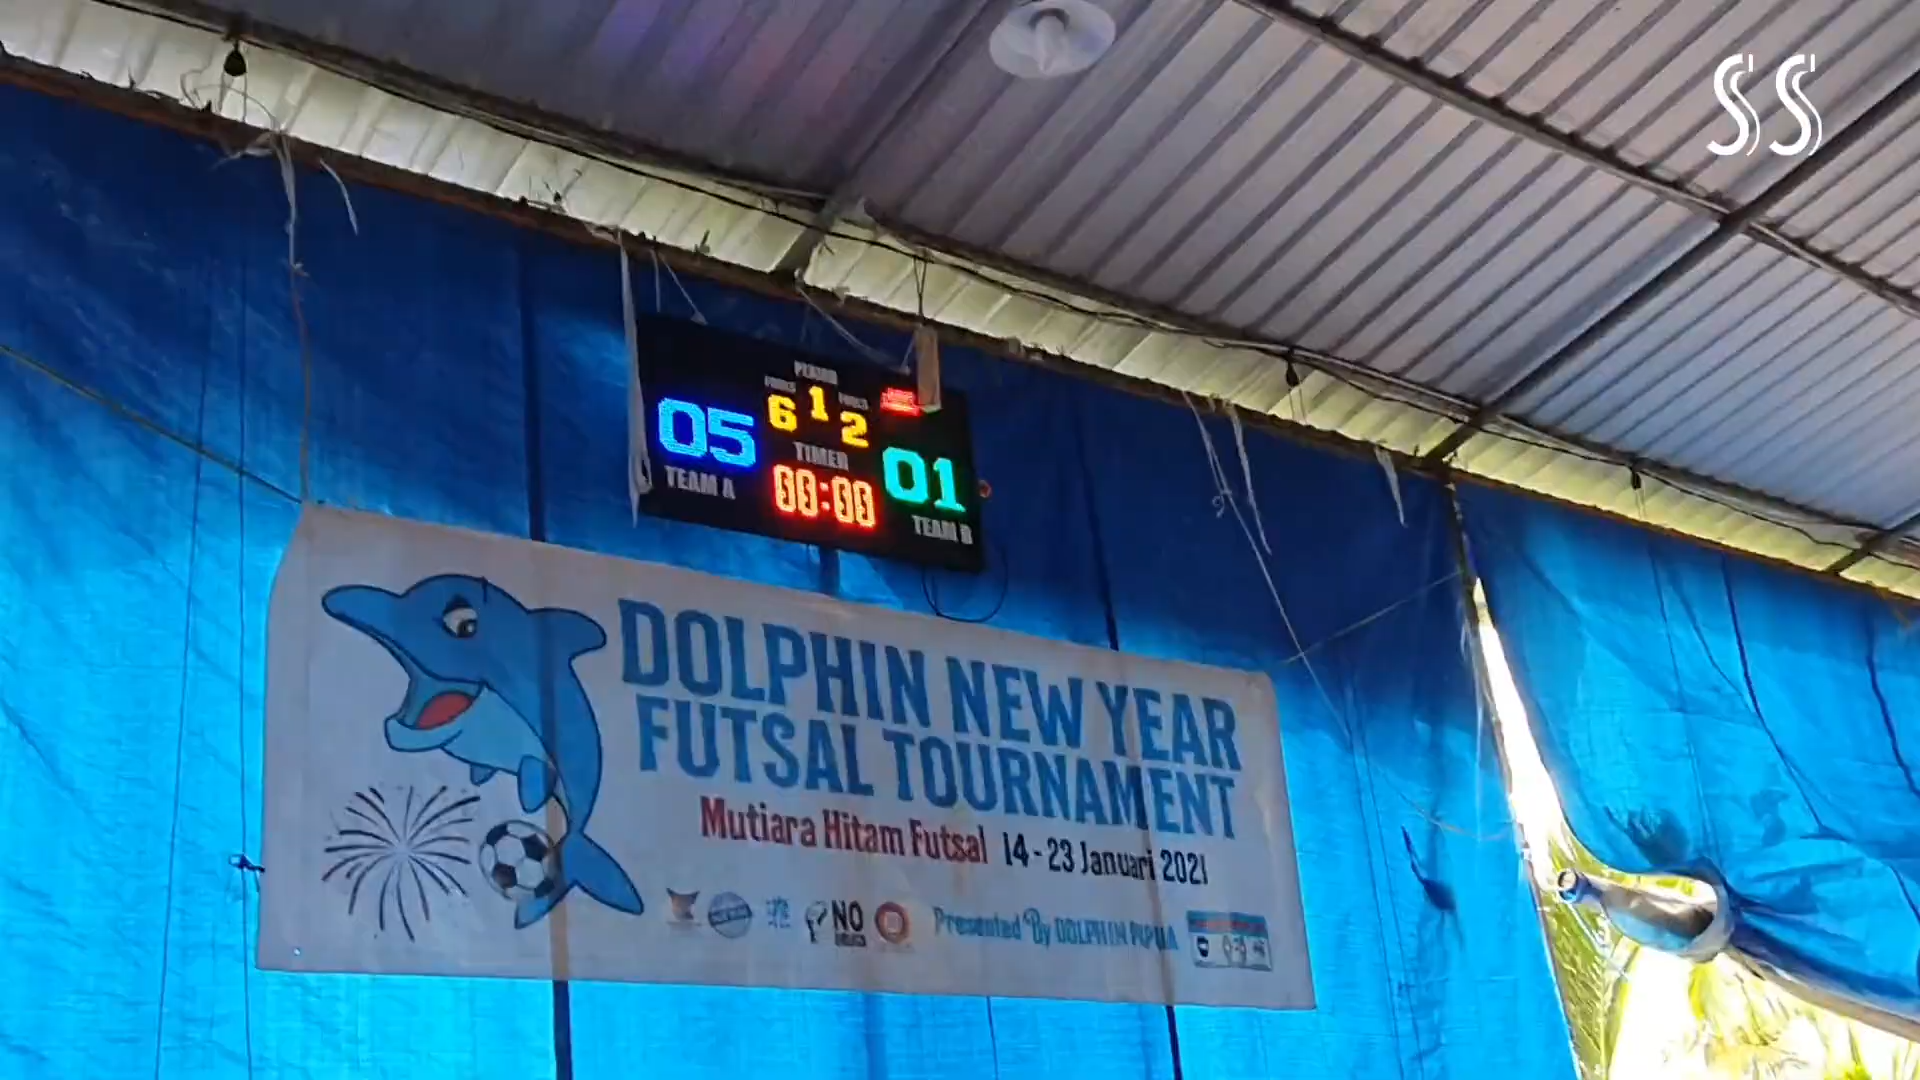 SS
PERIOD
FOULS FOULS
6 1 2
05 01
TIMER
00:00
TEAM A TEAM B
DOLPHIN NEW YEAR
FUTSAL TOURNAMENT
Mutiara Hitam Futsal 14 - 23 Januari 2021
NO
Presented By DOLPHIN PAPUA